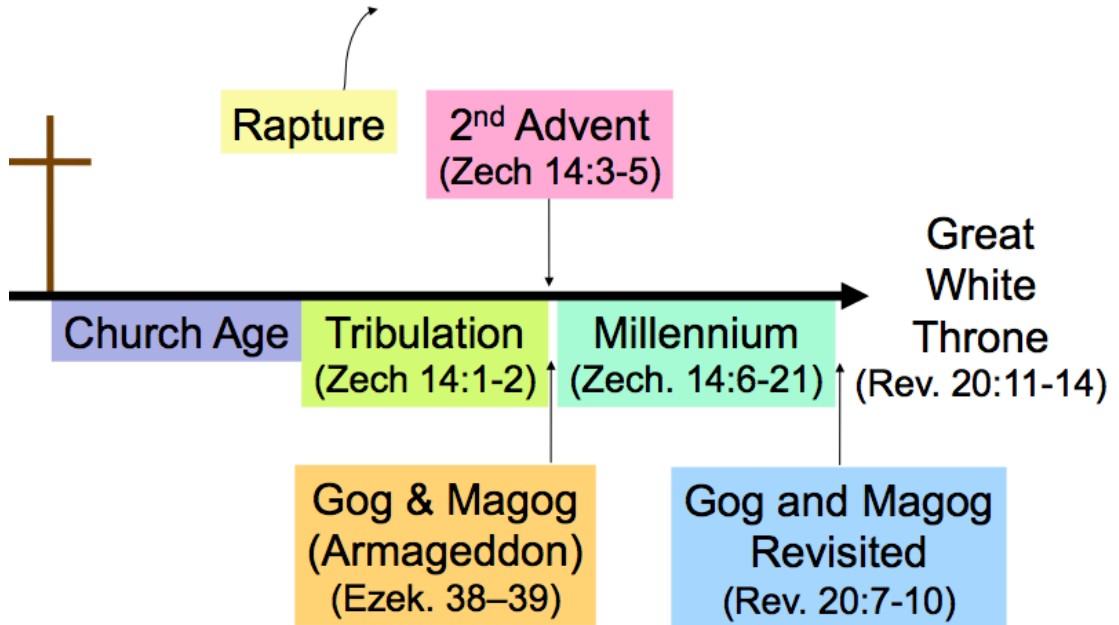 Rapture
2nd Advent
(Zech 14:3-5)
Great
White
Throne
(Rev. 20:11-14)
Church Age
Tribulation
(Zech 14:1-2)
Millennium
(Zech. 14:6-21)
Gog & Magog
(Armageddon)
(Ezek. 38–39)
Gog and Magog
Revisited
(Rev. 20:7-10)